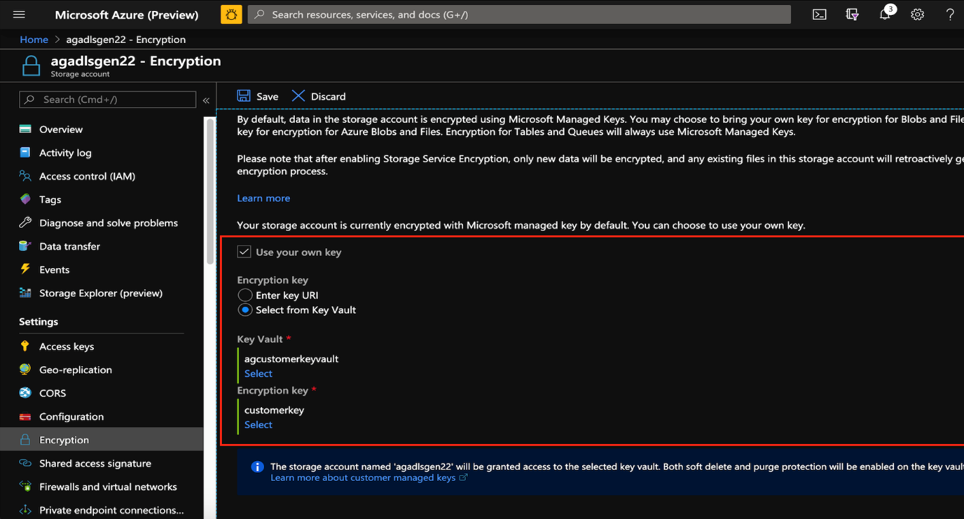 Microsoft Azure (Preview)
Search resources, services, and docs (G+/)
3
Home > agadlsgen22 - Encryption
agadlsgen22 - Encryption
Storage account
Search (Cmd+/)
«
Overview
Activity log
Access control (IAM)
Tags
Diagnose and solve problems
Data transfer
Events
Storage Explorer (preview)
Settings
Access keys
Geo-replication
CORS
Configuration
Encryption
Shared access signature
Firewalls and virtual networks
Private endpoint connections...
Save
Discard
By default, data in the storage account is encrypted using Microsoft Managed Keys. You may choose to bring your own key for encryption for Blobs and File
key for encryption for Azure Blobs and Files. Encryption for Tables and Queues will always use Microsoft Managed Keys.
Please note that after enabling Storage Service Encryption, only new data will be encrypted, and any existing files in this storage account will retroactively ge
encryption process.
Learn more
Your storage account is currently encrypted with Microsoft managed key by default. You can choose to use your own key.
Use your own key
Encryption key
Enter key URI
Select from Key Vault
Key Vault *
agcustomerkeyvault
Select
Encryption key *
customerkey
Select
The storage account named 'agadlsgen22' will be granted access to the selected key vault. Both soft delete and purge protection will be enabled on the key vault
Learn more about customer managed keys